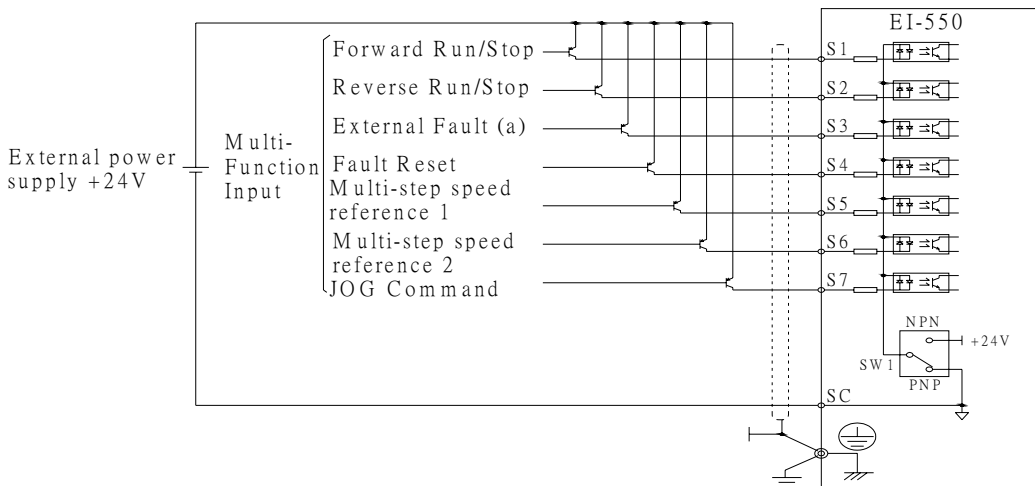 EI-550
Forward Run/Stop
S1
Reverse Run/Stop
S2
External Fault (a)
S3
External power
supply +24V
Multi-
Function
Input
Fault Reset
S4
Multi-step speed
reference 1
S5
Multi-step speed
reference 2
S6
JOG Command
S7
NPN
+24V
SW1
PNP
SC